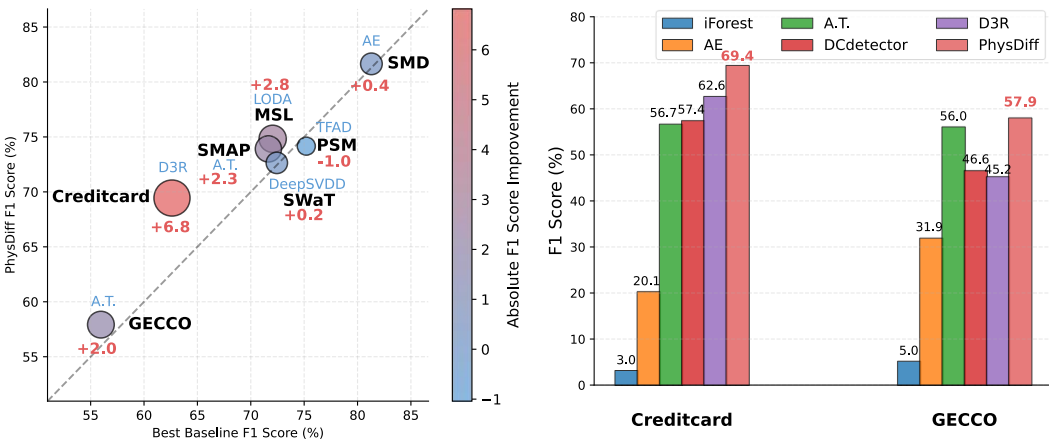 85
80
75
70
65
60
55
PhysDiff F1 Score (%)
AE
SMD
+0.4
+2.8
LODA
MSL
TFAD
PSM
-1.0
SMAP
A.T.
+2.3
DeepSVDD
SWaT
+0.2
D3R
Creditcard
+6.8
A.T.
GECCO
+2.0
55 60 65 70 75 80 85
Best Baseline F1 Score (%)
6
5
4
3
2
1
0
−1
Absolute F1 Score Improvement
80
70
60
50
40
30
20
10
0
F1 Score (%)
iForest A.T. D3R
AE DCdetector PhysDiff
3.0
20.1
56.7
57.4
62.6
69.4
5.0
31.9
56.0
46.6
45.2
57.9
Creditcard GECCO